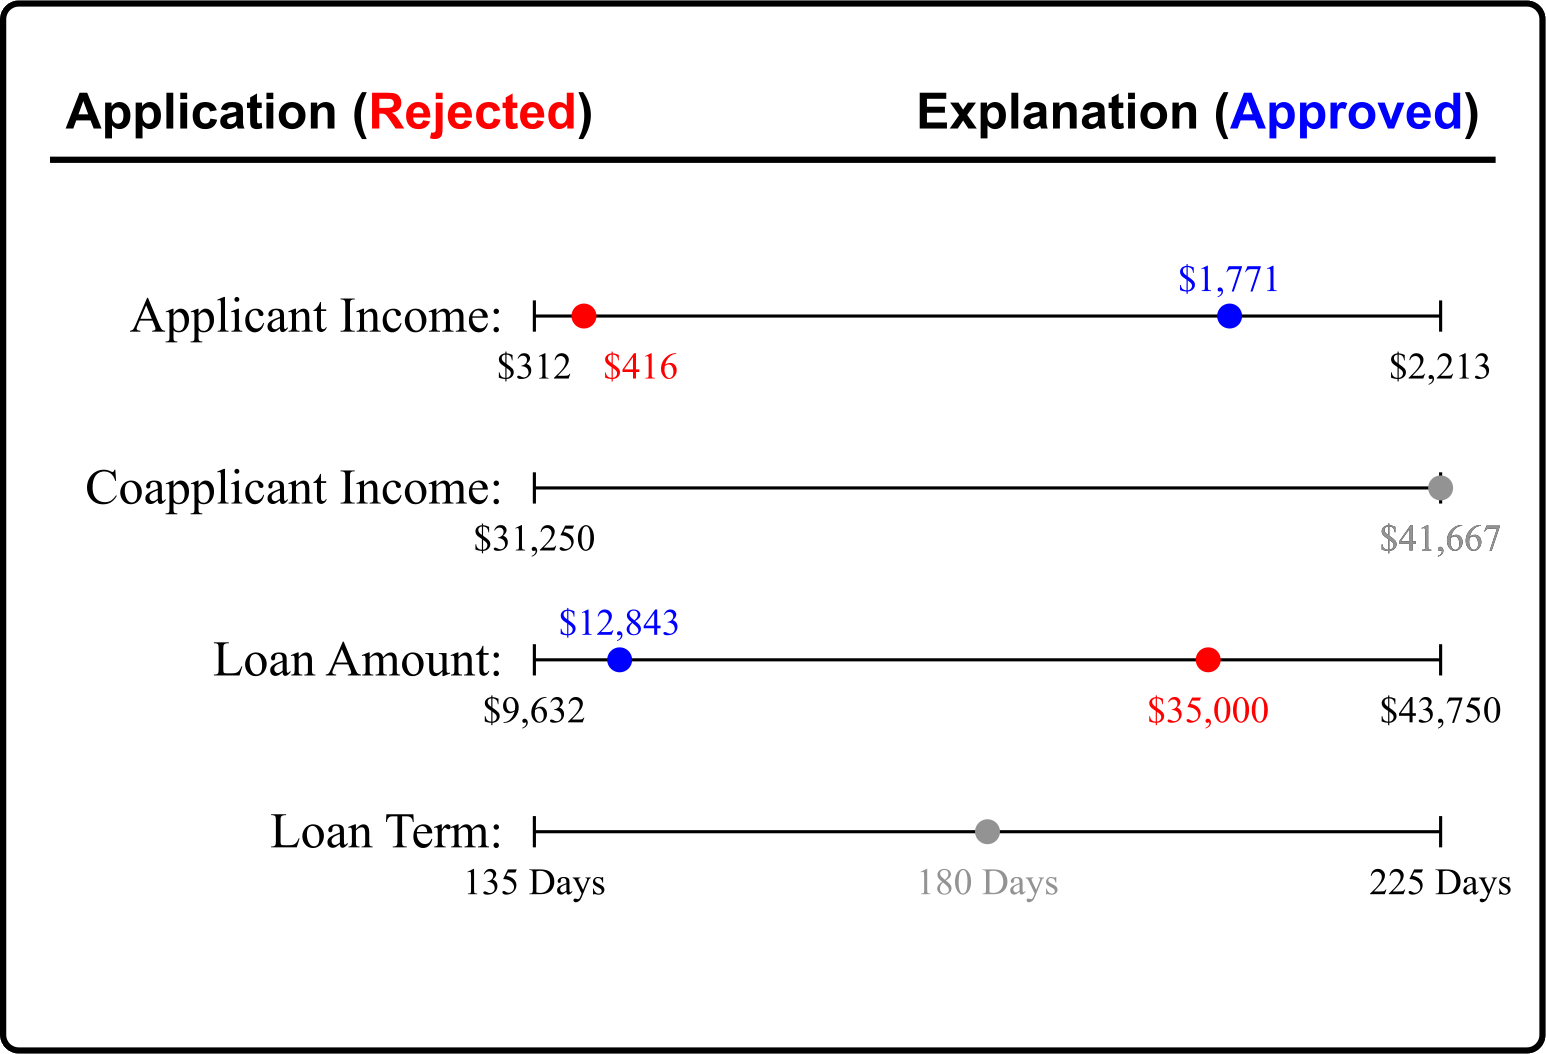 Application (Rejected)
Explanation (Approved)
$1,771
Applicant Income:
$312
$416
$2,213
Coapplicant Income:
$31,250
$41,667
$12,843
Loan Amount:
$9,632
$35,000
$43,750
Loan Term:
135 Days
180 Days
225 Days